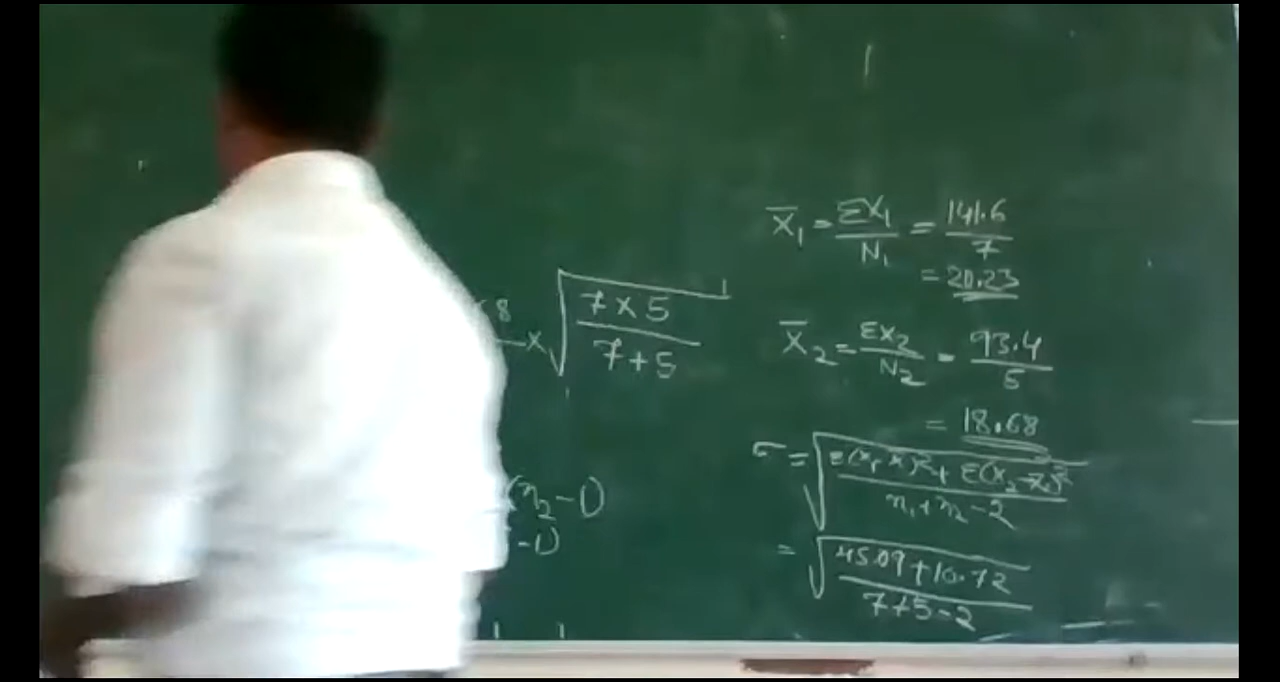 8
× √ 7 × 5 / 7 + 5
(n₂ - 1)
- 1)
X̄₁ = ΣX₁ / N₁ = 141.6 / 7
= 20.23
X̄₂ = ΣX₂ / N₂ = 93.4 / 5
= 18.68
σ = √ Σ(X₁ - X̄₁)² + Σ(X₂ - X̄₂)² / n₁ + n₂ - 2
= √ 45.09 + 10.72 / 7 + 5 - 2